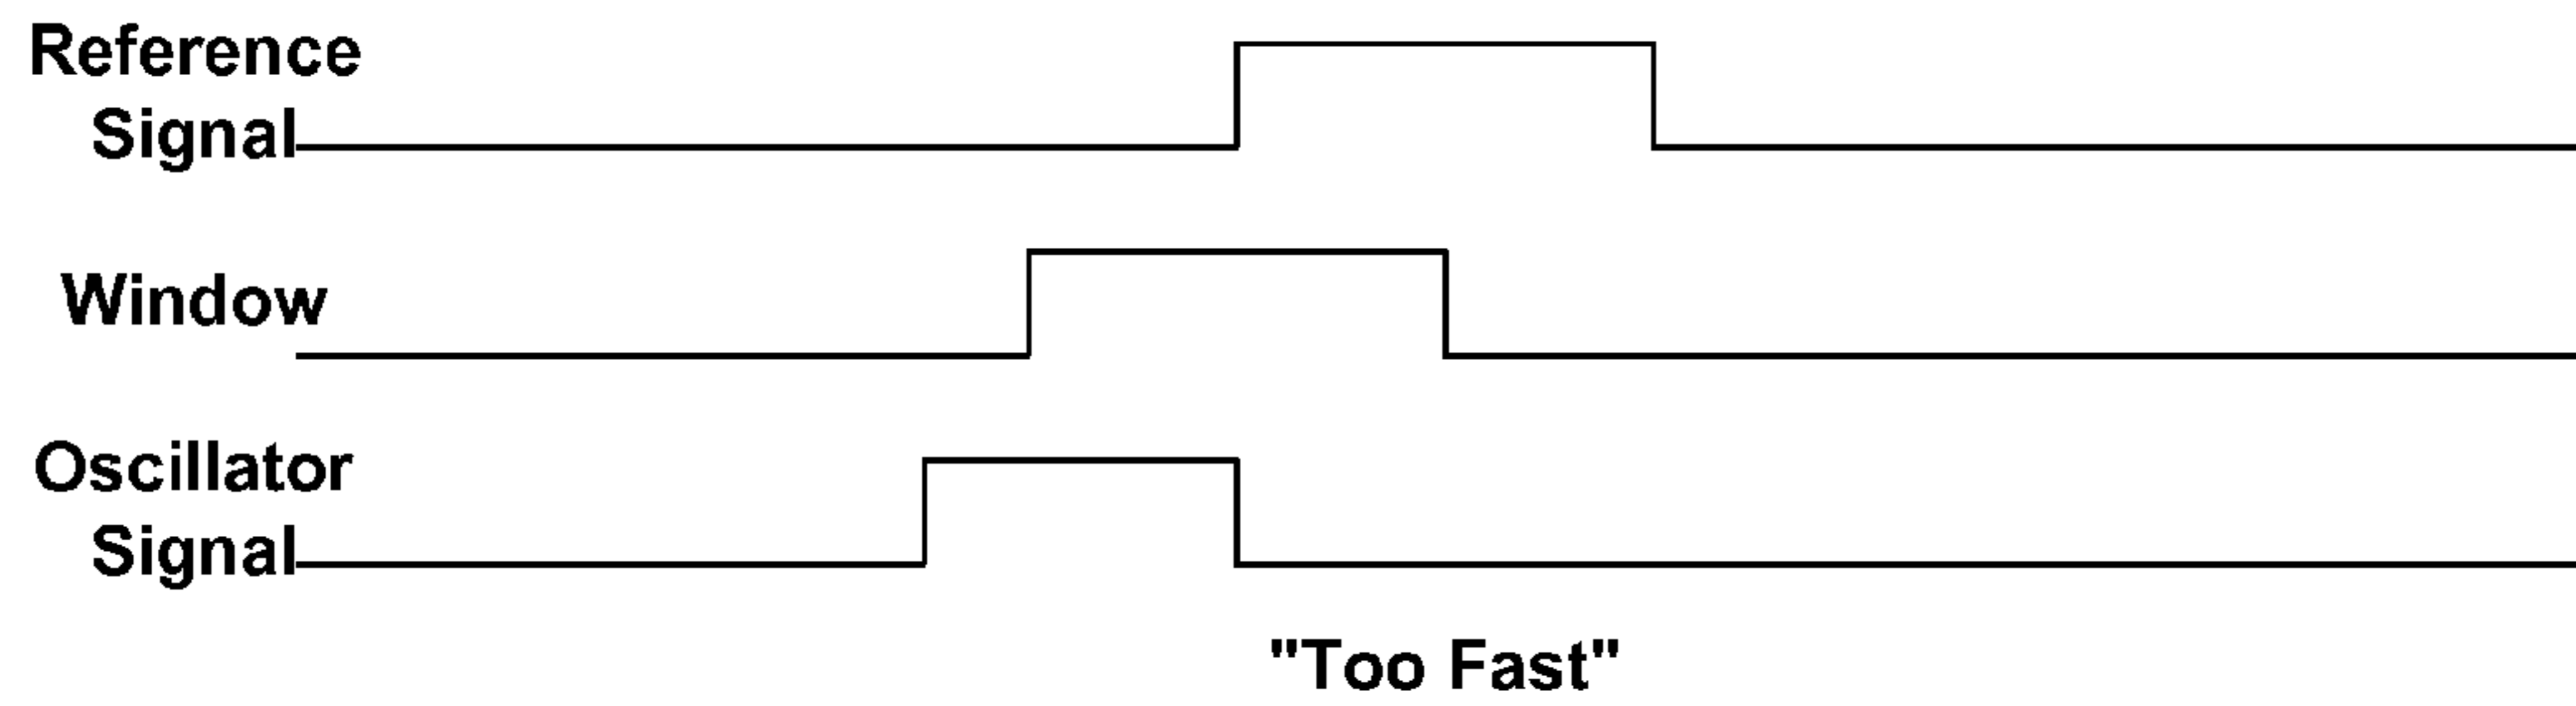 Reference
Signal
Window
Oscillator
Signal
"Too Fast"